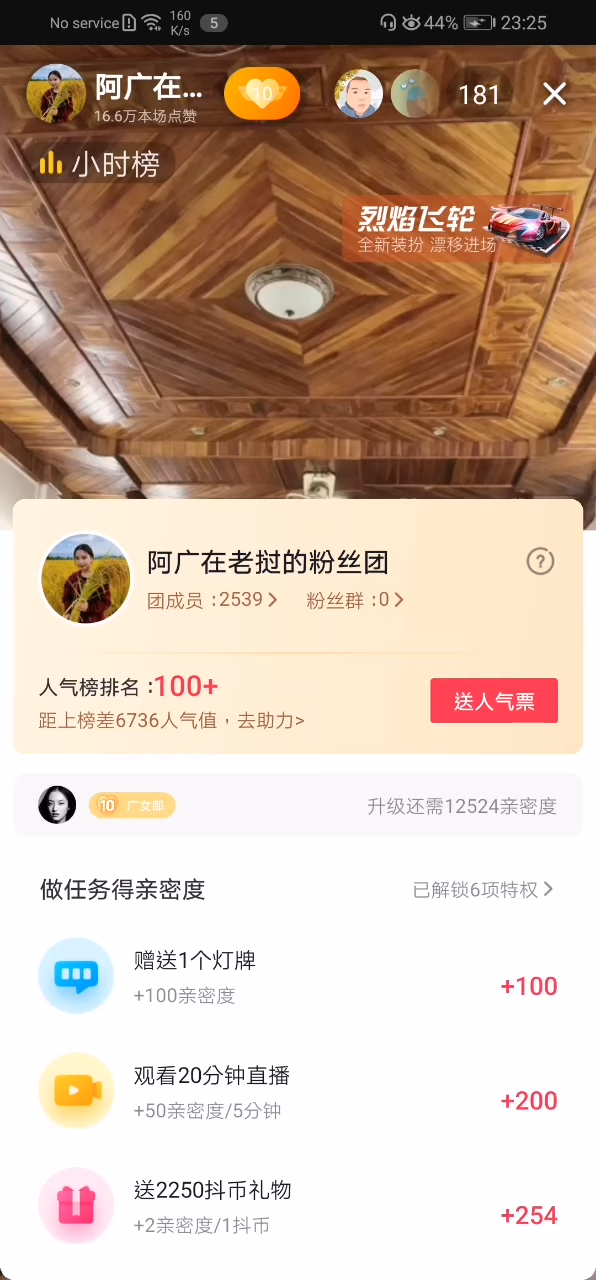 No service
160
K/s
5
44%
23:25
阿广在...
16.6万本场点赞
10
181
小时榜
烈焰飞轮
全新装扮 漂移进场
阿广在老挝的粉丝团
?
团成员：2539> 粉丝群：0>
人气榜排名：100+
距上榜差6736人气值，去助力>
送人气票
10 广女郎
升级还需12524亲密度
做任务得亲密度
已解锁6项特权>
赠送1个灯牌
+100亲密度
+100
观看20分钟直播
+50亲密度/5分钟
+200
送2250抖币礼物
+2亲密度/1抖币
+254